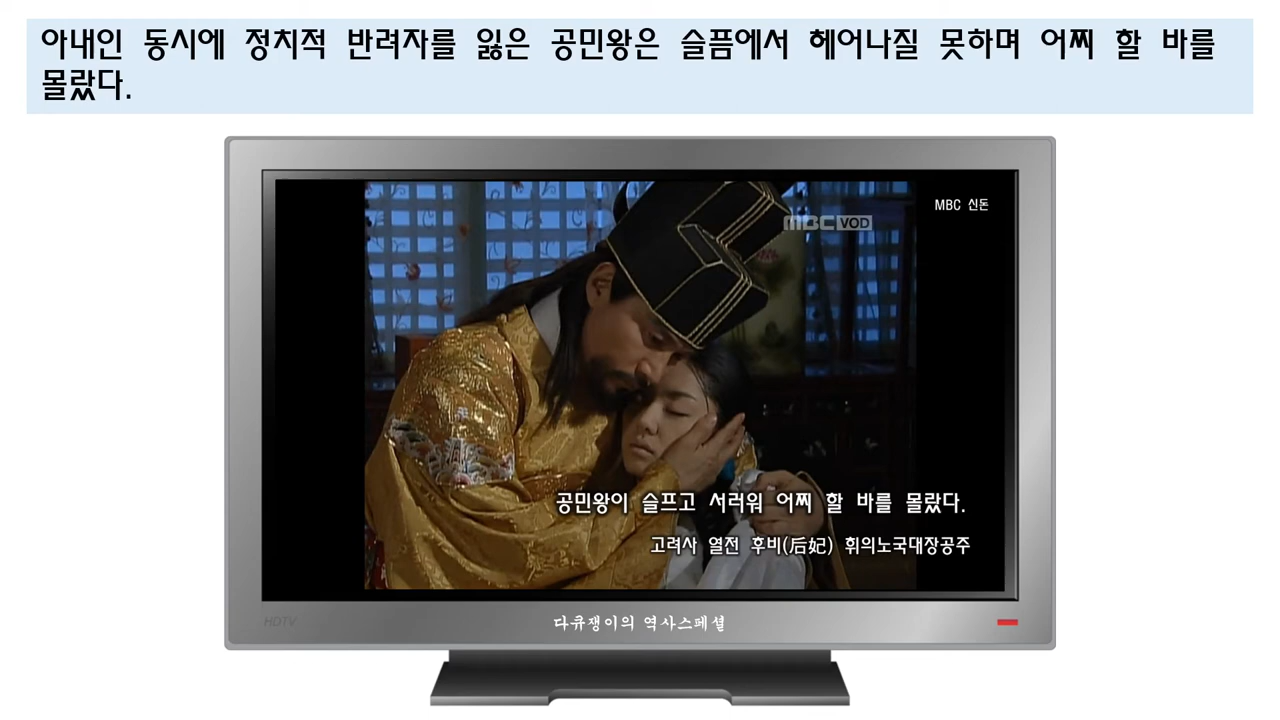 아내인 동시에 정치적 반려자를 잃은 공민왕은 슬픔에서 헤어나질 못하며 어찌 할 바를
몰랐다.
MBC 신돈
MBC VOD
공민왕이 슬프고 서러워 어찌 할 바를 몰랐다.
고려사 열전 후비(后妃) 휘의노국대장공주
HDTV
다큐쟁이의 역사스페셜